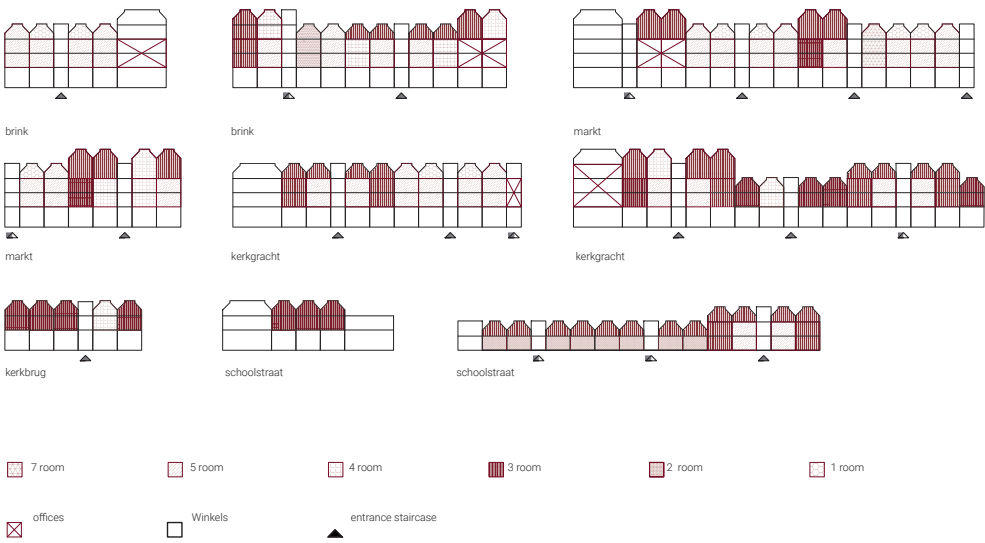 brink
brink
markt
markt
kerkgracht
kerkgracht
kerkbrug
schoolstraat
schoolstraat
7 room
5 room
4 room
3 room
2 room
1 room
offices
Winkels
entrance staircase